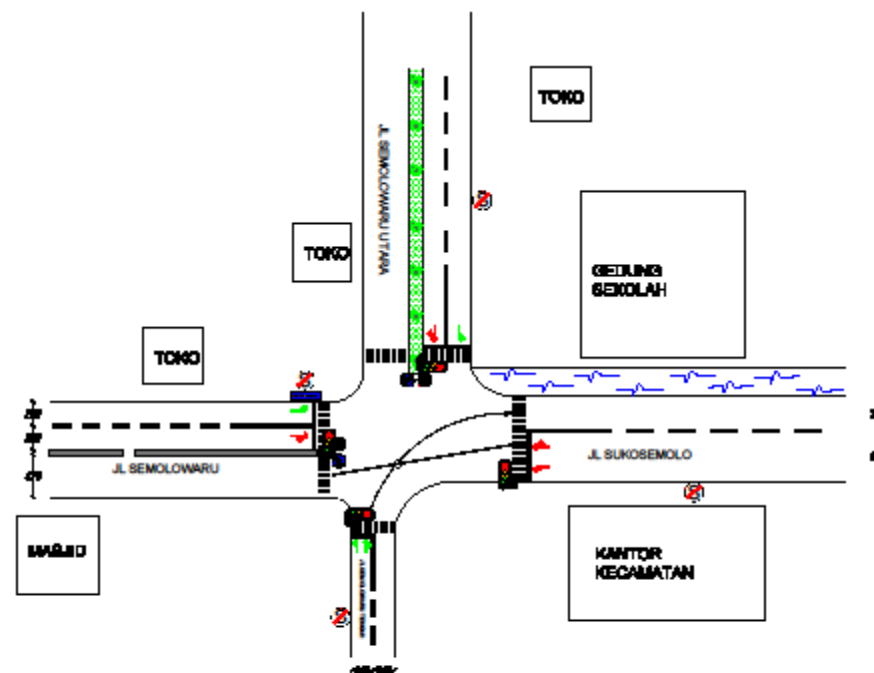 TOKO
JL SEMOLOWARU UTARA
TOKO
GEDUNG
SEKOLAH
TOKO
JL SEMOLOWARU
JL SUKOSEMOLO
MASJID
KANTOR
KECAMATAN